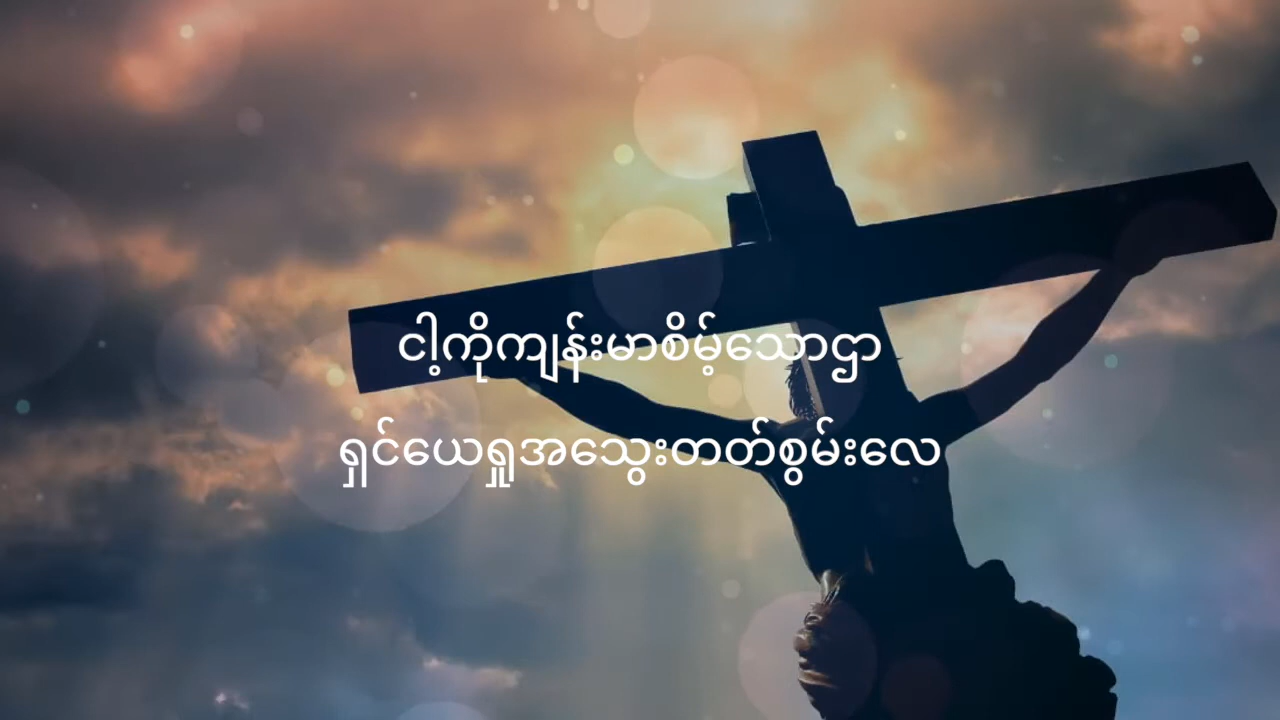 ငါ့ကိုကျန်းမာစိမ့်သောဌာ
ရှင်ယေရှုအသွေးတတ်စွမ်းလေ